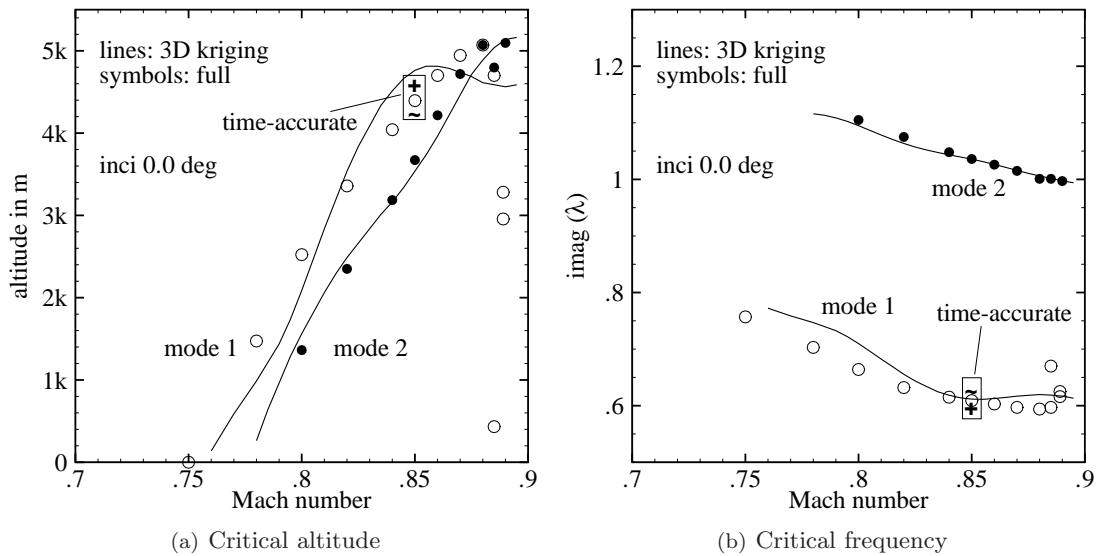 lines: 3D kriging
symbols: full
time-accurate
inci 0.0 deg
mode 1
mode 2
altitude in m
5k
4k
3k
2k
1k
0
.7
.75
.8
.85
.9
Mach number
(a) Critical altitude
lines: 3D kriging
symbols: full
inci 0.0 deg
mode 2
mode 1
time-accurate
imag (λ)
1.2
1
.8
.6
.7
.75
.8
.85
.9
Mach number
(b) Critical frequency